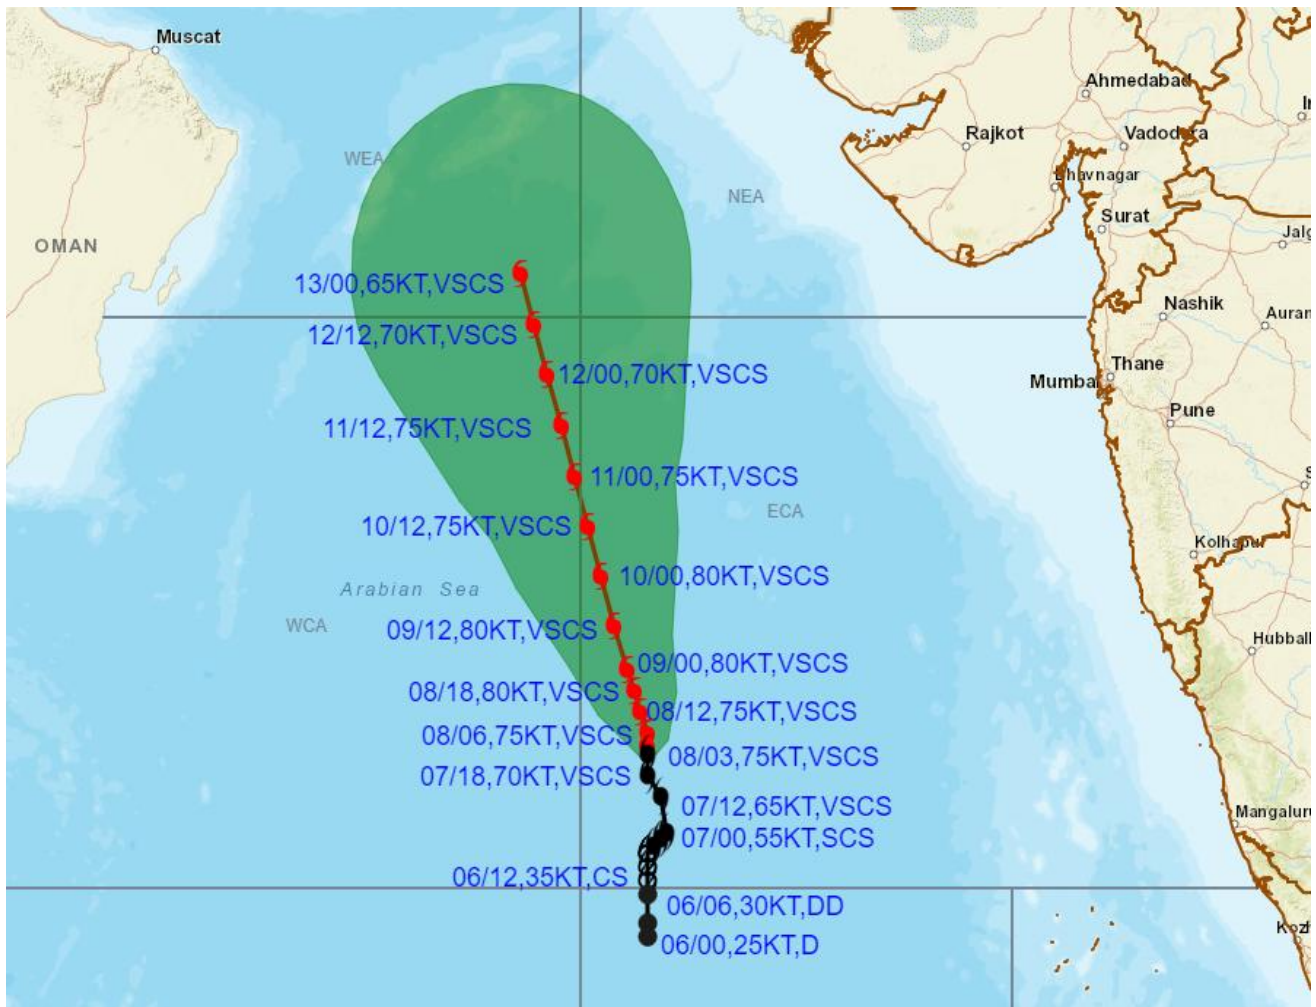 Muscat
Ahmedabad
Rajkot
Vadodara
WEA
Bhavnagar
NEA
Surat
OMAN
Jalg
13/00,65KT,VSCS
Nashik
Auran
12/12,70KT,VSCS
12/00,70KT,VSCS
Thane
Mumbai
Pune
11/12,75KT,VSCS
11/00,75KT,VSCS
ECA
10/12,75KT,VSCS
Kolhapur
10/00,80KT,VSCS
Arabian Sea
WCA
09/12,80KT,VSCS
Hubball
09/00,80KT,VSCS
08/18,80KT,VSCS
08/12,75KT,VSCS
08/06,75KT,VSCS
08/03,75KT,VSCS
07/18,70KT,VSCS
07/12,65KT,VSCS
Mangaluru
07/00,55KT,SCS
06/12,35KT,CS
06/06,30KT,DD
Kozh
06/00,25KT,D